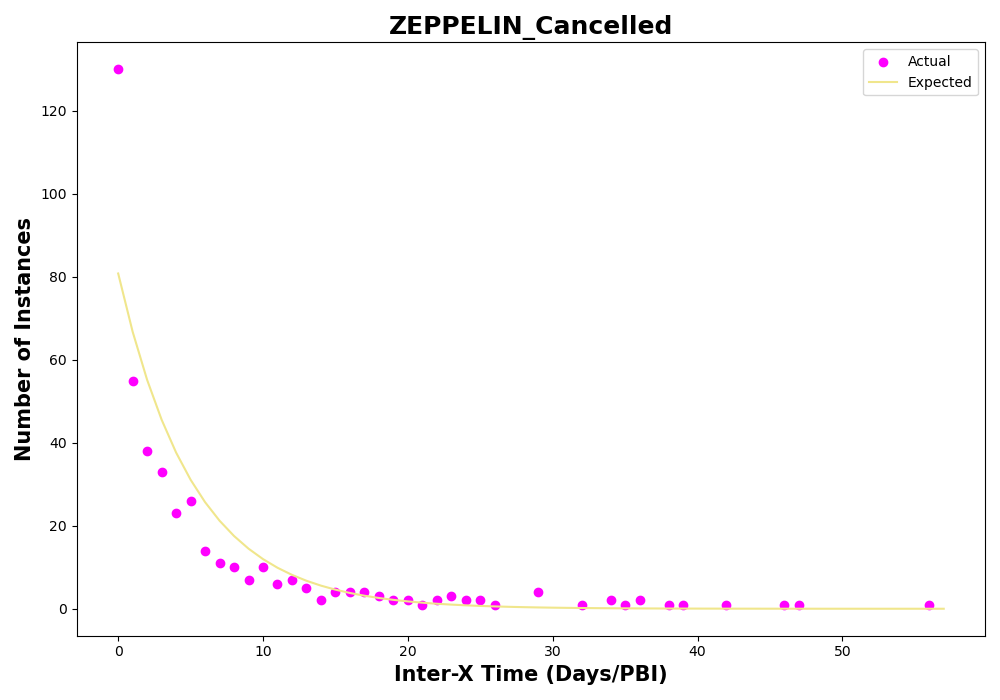 ZEPPELIN_Cancelled
Actual
Expected
Number of Instances
120
100
80
60
40
20
0
0 10 20 30 40 50
Inter-X Time (Days/PBI)